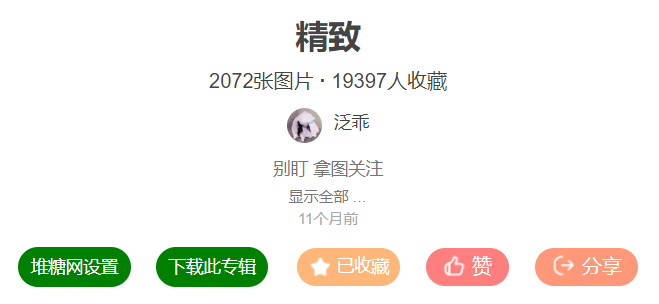 精致
2072张图片 · 19397人收藏
泛乖
别盯 拿图关注
显示全部 ...
11个月前
堆糖网设置 下载此专辑 已收藏 赞 分享